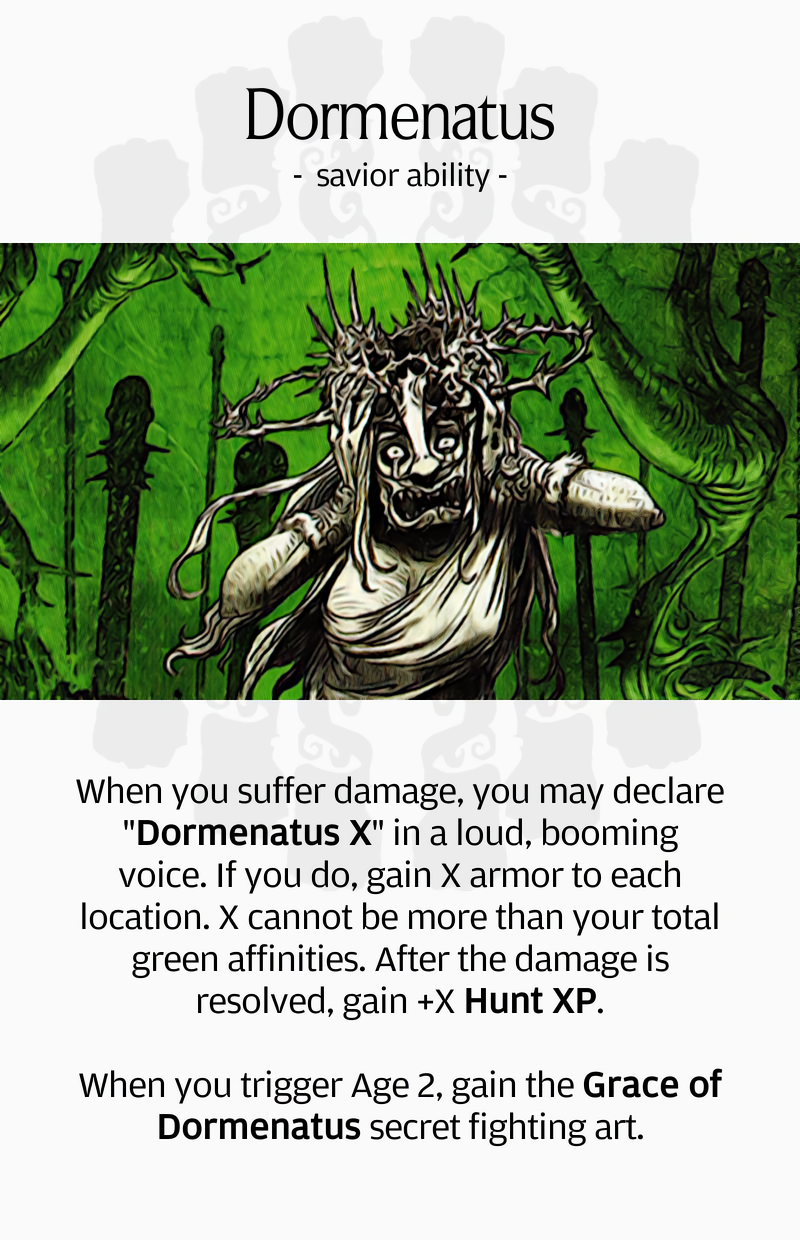 Dormenatus
- savior ability -
When you suffer damage, you may declare
"Dormenatus X" in a loud, booming
voice. If you do, gain X armor to each
location. X cannot be more than your total
green affinities. After the damage is
resolved, gain +X Hunt XP.
When you trigger Age 2, gain the Grace of
Dormenatus secret fighting art.